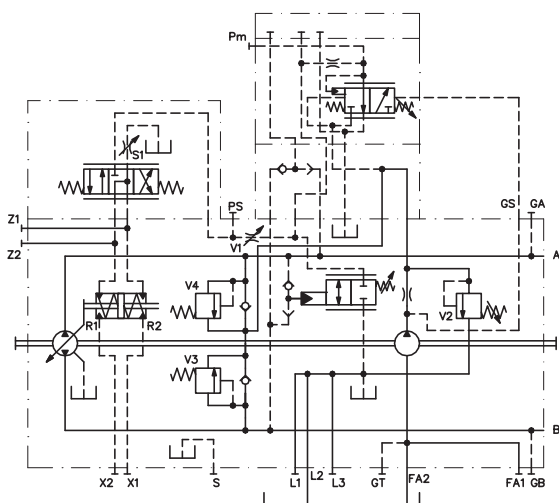 Pm
S1
PS
GS GA
Z1
Z2
V1
A
V4
R1 R2
V2
V3
B
X2 X1 S L1 L2 L3 GT FA2 FA1 GB